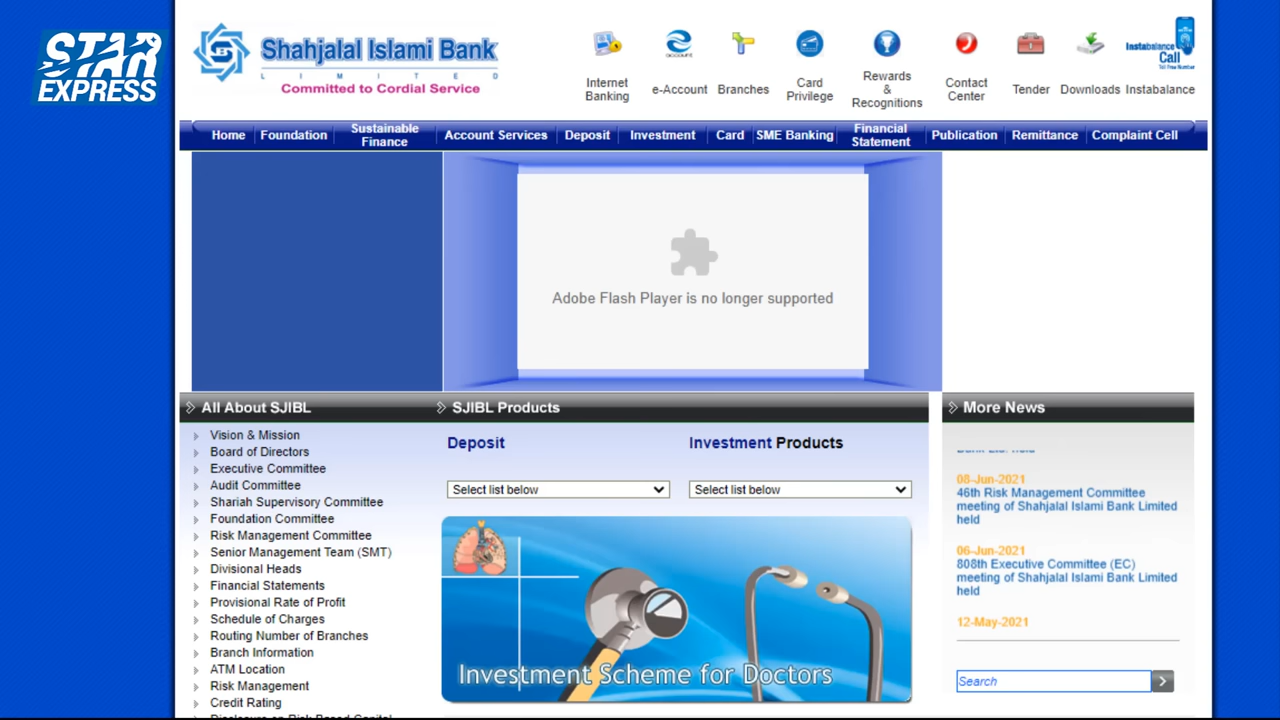 STAR
EXPRESS
Shahjalal Islami Bank
LIMITED
Committed to Cordial Service
Internet
Banking
e-Account
Branches
Card
Privilege
Rewards
&
Recognitions
Contact
Center
Tender
Downloads
Instabalance
Call
Toll Free Number
Instabalance
Home
Foundation
Sustainable
Finance
Account Services
Deposit
Investment
Card
SME Banking
Financial
Statement
Publication
Remittance
Complaint Cell
Adobe Flash Player is no longer supported
All About SJIBL
SJIBL Products
More News
Vision & Mission
Board of Directors
Executive Committee
Audit Committee
Shariah Supervisory Committee
Foundation Committee
Risk Management Committee
Senior Management Team (SMT)
Divisional Heads
Financial Statements
Provisional Rate of Profit
Schedule of Charges
Routing Number of Branches
Branch Information
ATM Location
Risk Management
Credit Rating
Deposit
Investment Products
Select list below
Select list below
Investment Scheme for Doctors
08-Jun-2021
46th Risk Management Committee
meeting of Shahjalal Islami Bank Limited
held
06-Jun-2021
808th Executive Committee (EC)
meeting of Shahjalal Islami Bank Limited
held
12-May-2021
Search